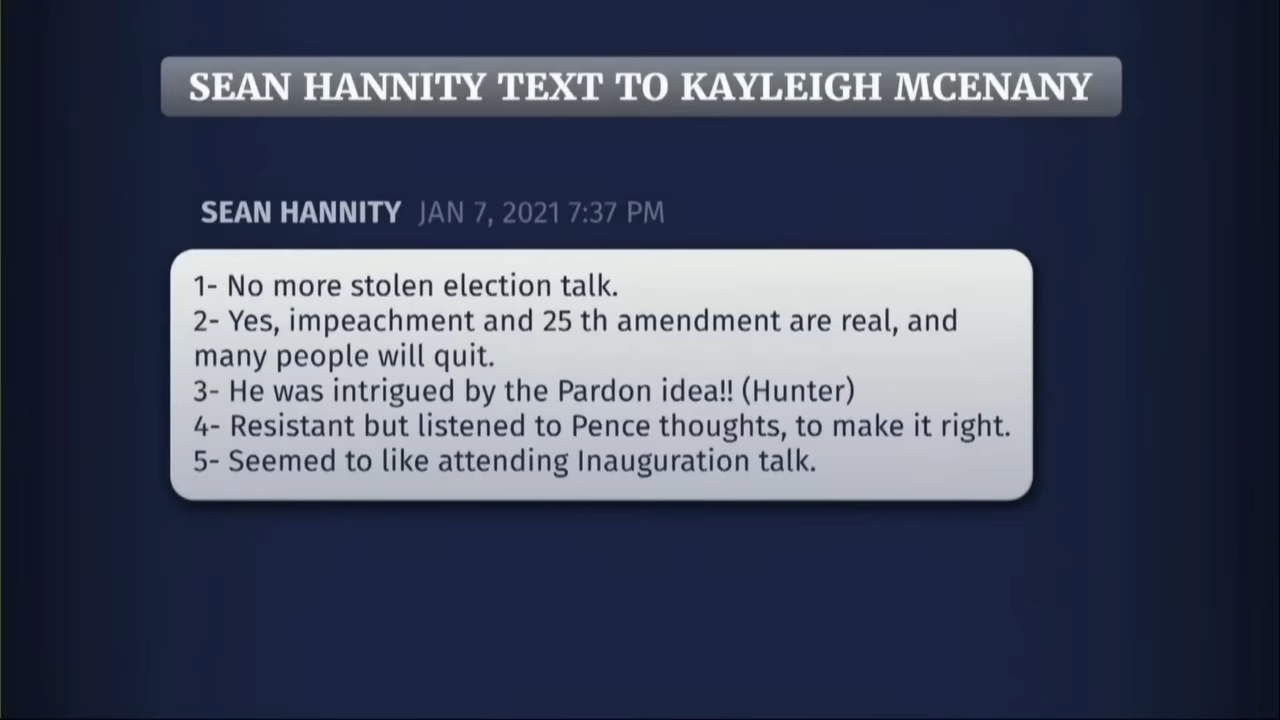 SEAN HANNITY TEXT TO KAYLEIGH MCENANY
SEAN HANNITY JAN 7, 2021 7:37 PM
1- No more stolen election talk.
2- Yes, impeachment and 25 th amendment are real, and
many people will quit.
3- He was intrigued by the Pardon idea!! (Hunter)
4- Resistant but listened to Pence thoughts, to make it right.
5- Seemed to like attending Inauguration talk.